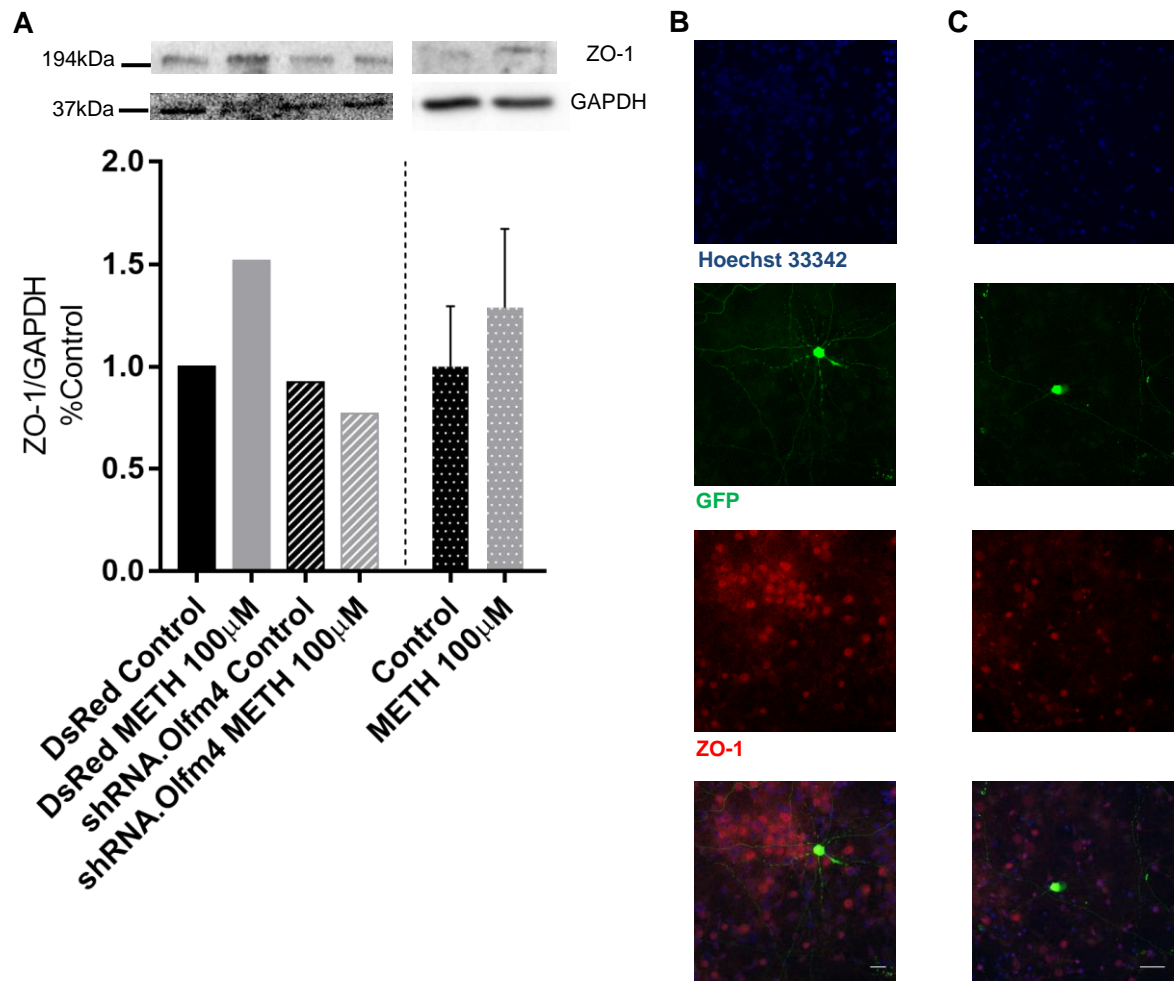 A
194kDa
ZO-1
37kDa
GAPDH
ZO-1/GAPDH
%Control
2.0
1.5
1.0
0.5
0.0
DsRed Control
DsRed METH 100μM
shRNA.Olfm4 Control
shRNA.Olfm4 METH 100μM
Control
METH 100μM
B
Hoechst 33342
GFP
ZO-1
C